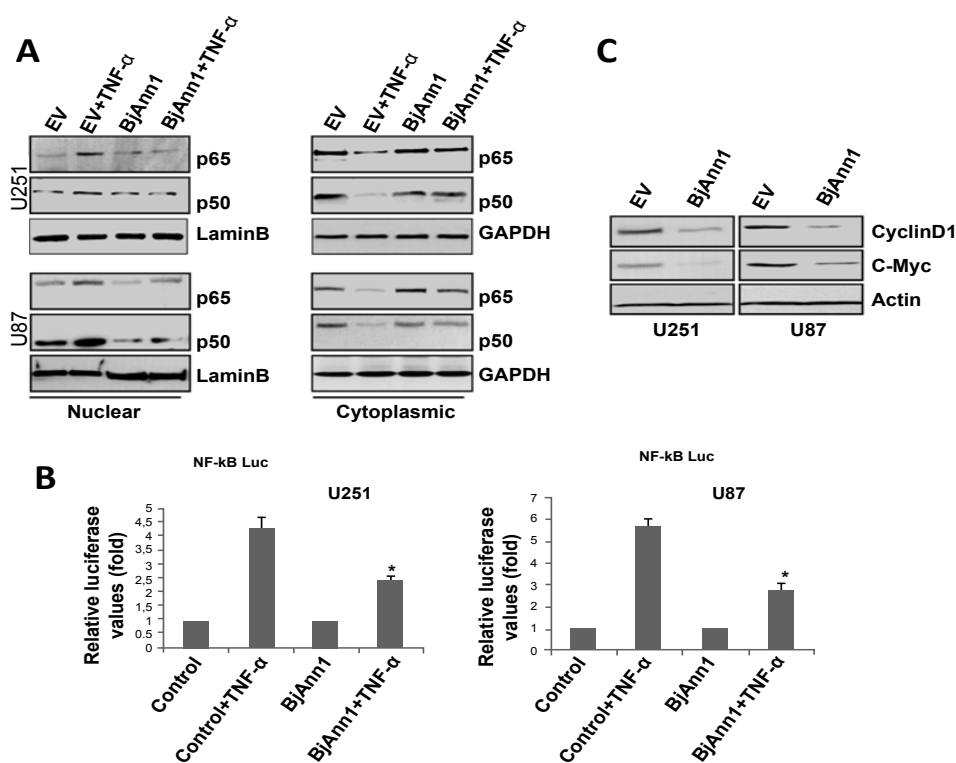 A
EV
EV+TNF-α
BjAnn1
BjAnn1+TNF-α
EV
EV+TNF-α
BjAnn1
BjAnn1+TNF-α
U251
p65
p50
LaminB
p65
p50
GAPDH
U87
p65
p50
LaminB
p65
p50
GAPDH
Nuclear
Cytoplasmic
C
EV
BjAnn1
EV
BjAnn1
CyclinD1
C-Myc
Actin
U251
U87
B
NF-kB Luc
U251
Relative luciferase
values (fold)
5
4,5
4
3,5
3
2,5
2
1,5
1
0.5
0
*
Control
Control+TNF-α
BjAnn1
BjAnn1+TNF-α
NF-kB Luc
U87
Relative luciferase
values (fold)
7
6
5
4
3
2
1
0
*
Control
Control+TNF-α
BjAnn1
BjAnn1+TNF-α